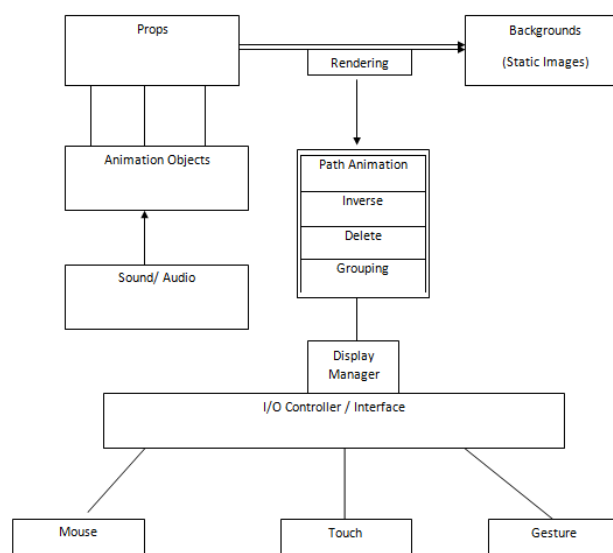 Props
Backgrounds
(Static Images)
Rendering
Animation Objects
Path Animation
Inverse
Delete
Grouping
Sound/ Audio
Display
Manager
I/O Controller / Interface
Mouse
Touch
Gesture